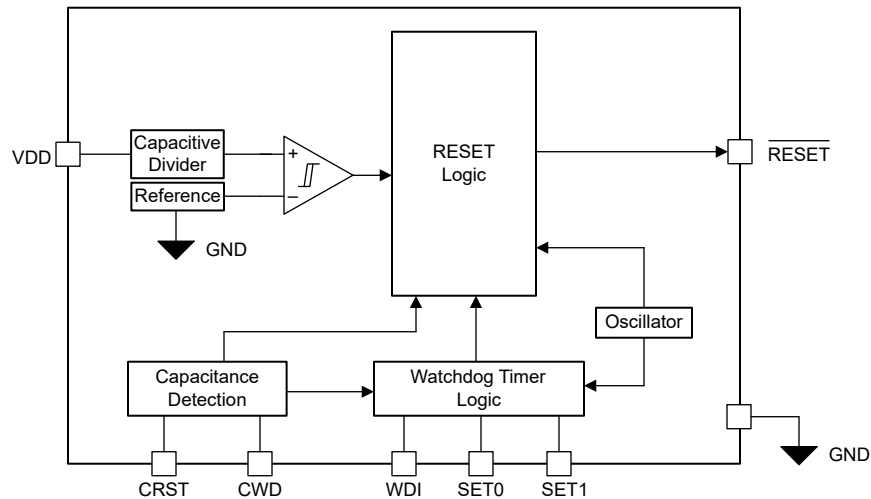 RESET
Logic
VDD
Capacitive
Divider
+
RESET
Reference
−
GND
Oscillator
Capacitance
Detection
Watchdog Timer
Logic
GND
CRST
CWD
WDI
SET0
SET1